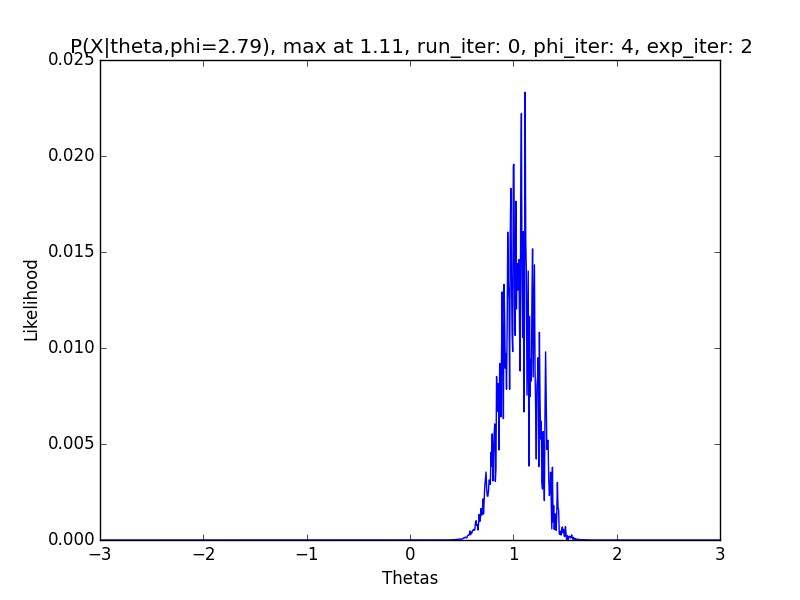 P(X|theta,phi=2.79), max at 1.11, run_iter: 0, phi_iter: 4, exp_iter: 2
0.025
0.020
0.015
0.010
0.005
0.000
Likelihood
−3 −2 −1 0 1 2 3
Thetas